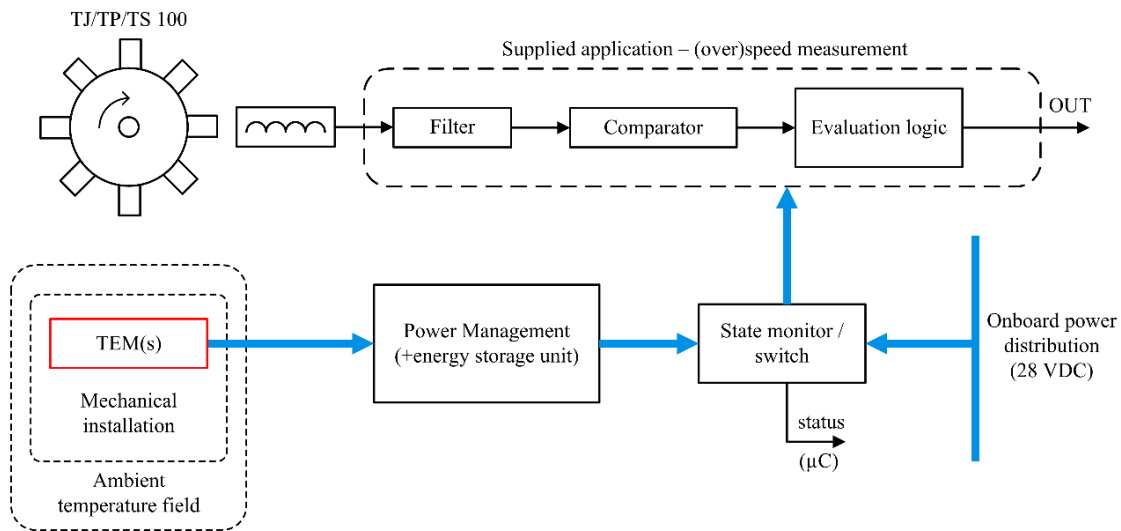 TJ/TP/TS 100
Supplied application – (over)speed measurement
Filter
Comparator
Evaluation logic
OUT
TEM(s)
Mechanical
installation
Ambient
temperature field
Power Management
(+energy storage unit)
State monitor /
switch
status
(µC)
Onboard power
distribution
(28 VDC)